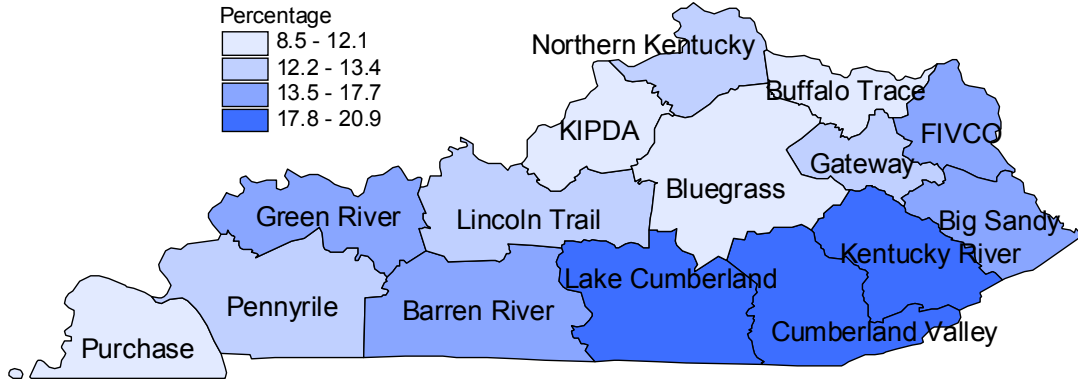 Percentage
8.5 - 12.1
12.2 - 13.4
13.5 - 17.7
17.8 - 20.9
Northern Kentucky
Buffalo Trace
KIPDA
FIVCO
Gateway
Bluegrass
Green River
Lincoln Trail
Big Sandy
Kentucky River
Lake Cumberland
Pennyrile
Barren River
Cumberland Valley
Purchase